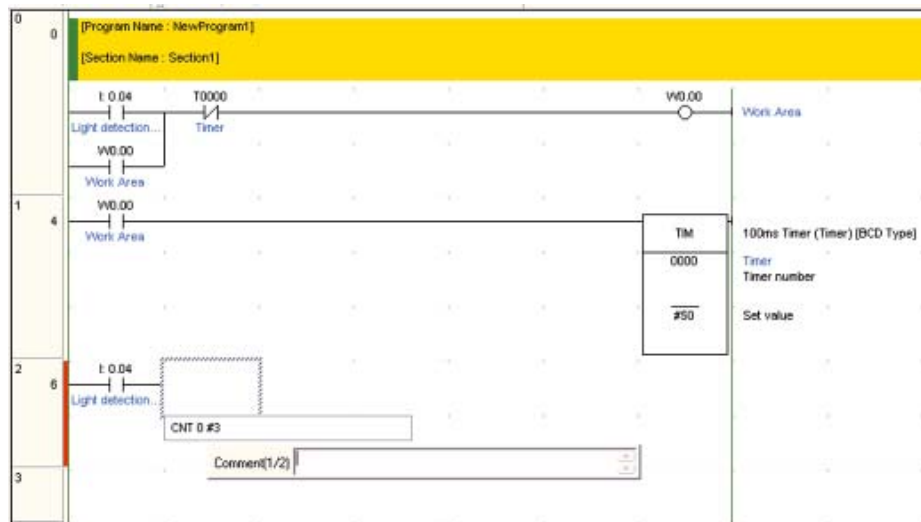 0
0
[Program Name : NewProgram1]
[Section Name : Section1]
I: 0.04 T0000 W0.00
Work Area
Light detection... Timer
W0.00
Work Area
1
4
W0.00
Work Area
TIM
100ms Timer (Timer) [BCD Type]
0000
Timer
Timer number
#50
Set value
2
6
I: 0.04
Light detection...
CNT 0 #3
Comment(1/2)
3